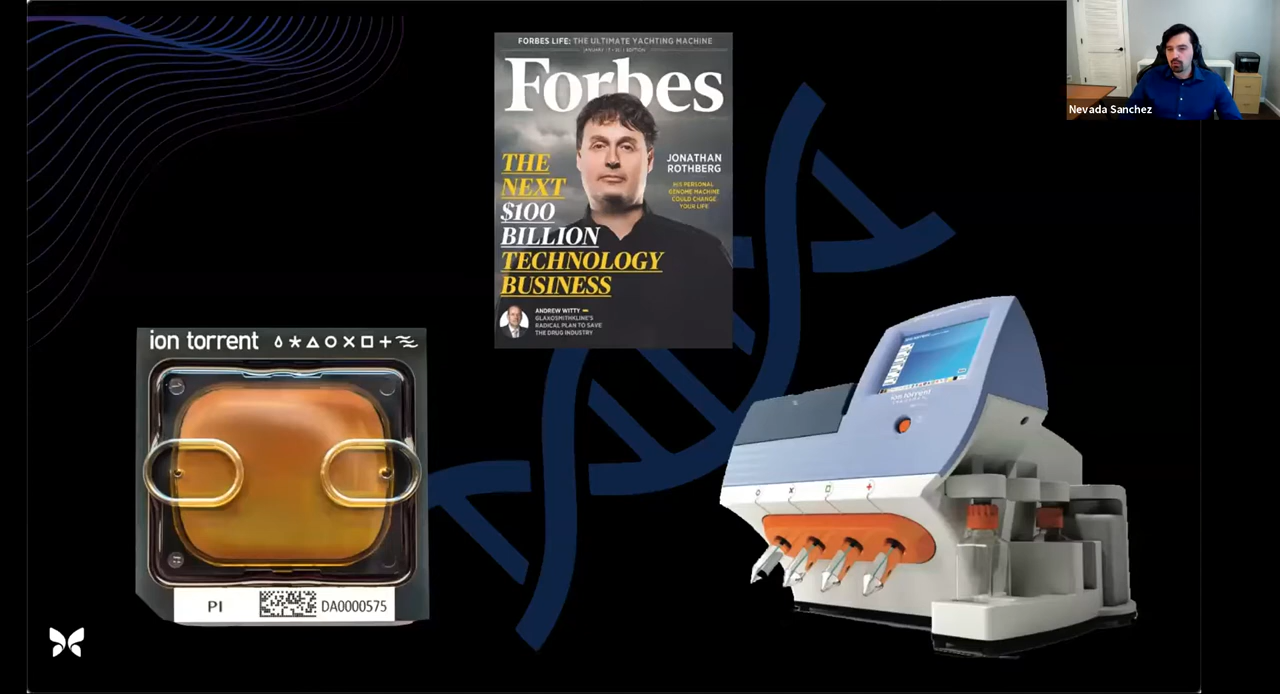 FORBES LIFE: THE ULTIMATE YACHTING MACHINE
Forbes
JONATHAN
ROTHBERG
HIS PERSONAL
GENOME MACHINE
COULD CHANGE
YOUR LIFE
THE
NEXT
$100
BILLION
TECHNOLOGY
BUSINESS
ANDREW WITTY
GLAXOSMITHKLINE'S
RADICAL PLAN TO SAVE
THE DRUG INDUSTRY
Nevada Sanchez
ion torrent
PI DA0000575
ion torrent